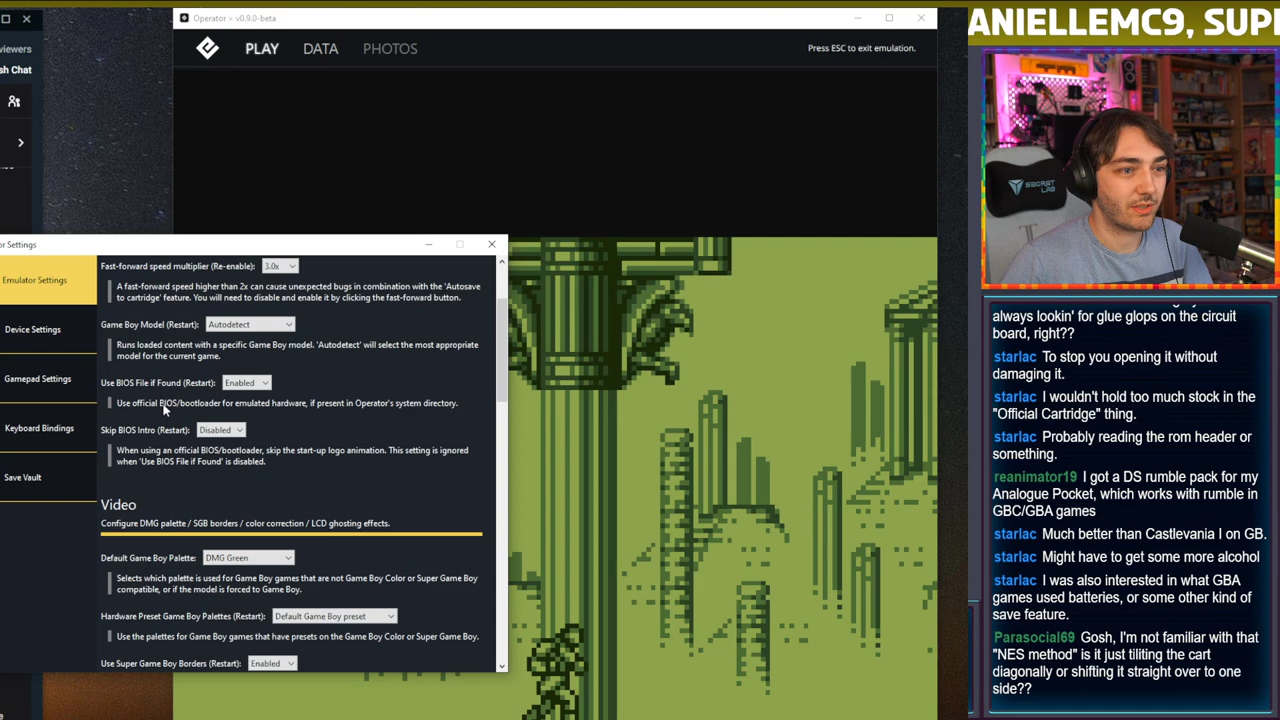 ANIELLEMC9, SUP
viewers
sh Chat
Operator = v0.9.0-beta
PLAY DATA PHOTOS
Press ESC to exit emulation.
or Settings
Emulator Settings
Device Settings
Gamepad Settings
Keyboard Bindings
Save Vault
Fast-forward speed multiplier (Re-enable): 3.0x
A fast-forward speed higher than 2x can cause unexpected bugs in combination with the 'Autosave
to cartridge' feature. You will need to disable and enable it by clicking the fast-forward button.
Game Boy Model (Restart): Autodetect
Runs loaded content with a specific Game Boy model. 'Autodetect' will select the most appropriate
model for the current game.
Use BIOS File if Found (Restart): Enabled
Use official BIOS/bootloader for emulated hardware, if present in Operator's system directory.
Skip BIOS Intro (Restart): Disabled
When using an official BIOS/bootloader, skip the start-up logo animation. This setting is ignored
when 'Use BIOS File if Found' is disabled.
Video
Configure DMG palette / SGB borders / color correction / LCD ghosting effects.
Default Game Boy Palette: DMG Green
Selects which palette is used for Game Boy games that are not Game Boy Color or Super Game Boy
compatible, or if the model is forced to Game Boy.
Hardware Preset Game Boy Palettes (Restart): Default Game Boy preset
Use the palettes for Game Boy games that have presets on the Game Boy Color or Super Game Boy.
Use Super Game Boy Borders (Restart): Enabled
SECRET
LAB
always lookin' for glue glops on the circuit
board, right??
starlac To stop you opening it without
damaging it.
starlac I wouldn't hold too much stock in the
"Official Cartridge" thing.
starlac Probably reading the rom header or
something.
reanimator19 I got a DS rumble pack for my
Analogue Pocket, which works with rumble in
GBC/GBA games
starlac Much better than Castlevania I on GB.
starlac Might have to get some more alcohol
starlac I was also interested in what GBA
games used batteries, or some other kind of
save feature.
Parasocial69 Gosh, I'm not familiar with that
"NES method" is it just tiliting the cart
diagonally or shifting it straight over to one
side??